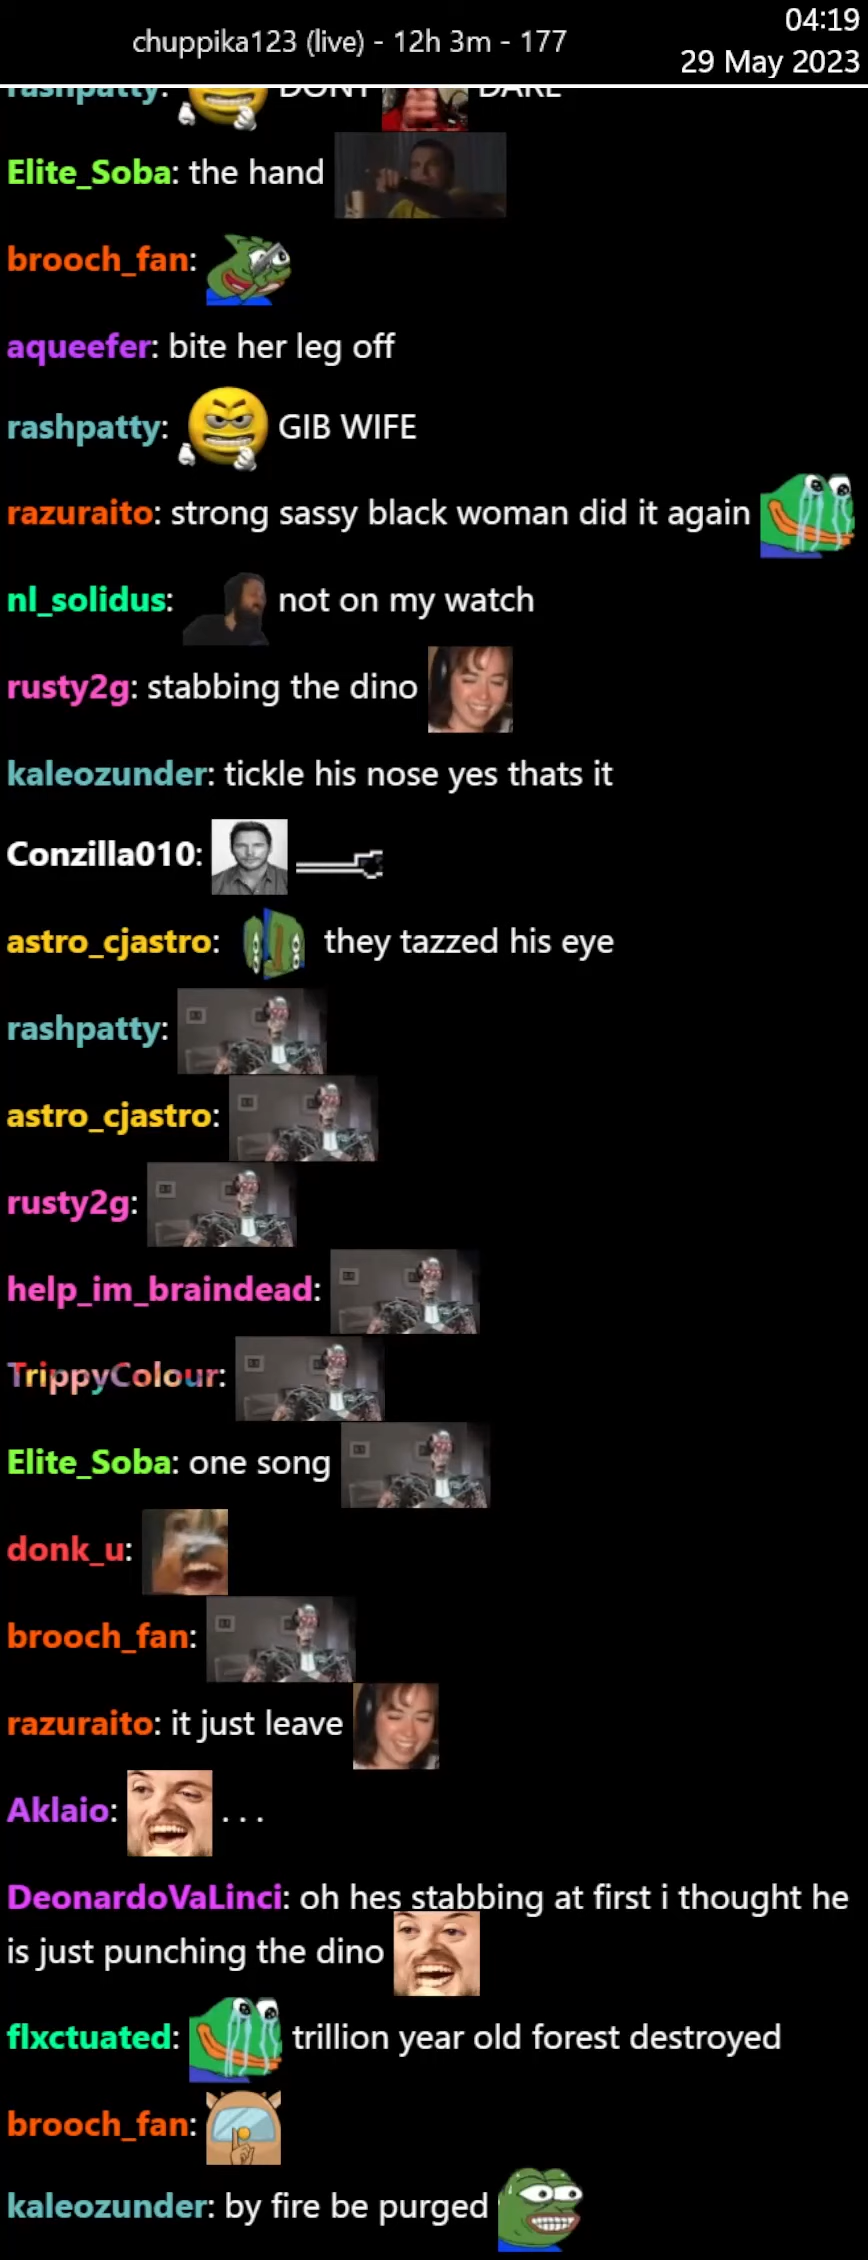 04:19
chuppika123 (live) - 12h 3m - 177
29 May 2023
rashpatty: DONT DARE
Elite_Soba: the hand
brooch_fan:
aqueefer: bite her leg off
rashpatty: GIB WIFE
razuraito: strong sassy black woman did it again
nl_solidus: not on my watch
rusty2g: stabbing the dino
kaleozunder: tickle his nose yes thats it
Conzilla010:
astro_cjastro: they tazzed his eye
rashpatty:
astro_cjastro:
rusty2g:
help_im_braindead:
TrippyColour:
Elite_Soba: one song
donk_u:
brooch_fan:
razuraito: it just leave
Aklaio: . . .
DeonardoVaLinci: oh hes stabbing at first i thought he
is just punching the dino
flxctuated: trillion year old forest destroyed
brooch_fan:
kaleozunder: by fire be purged